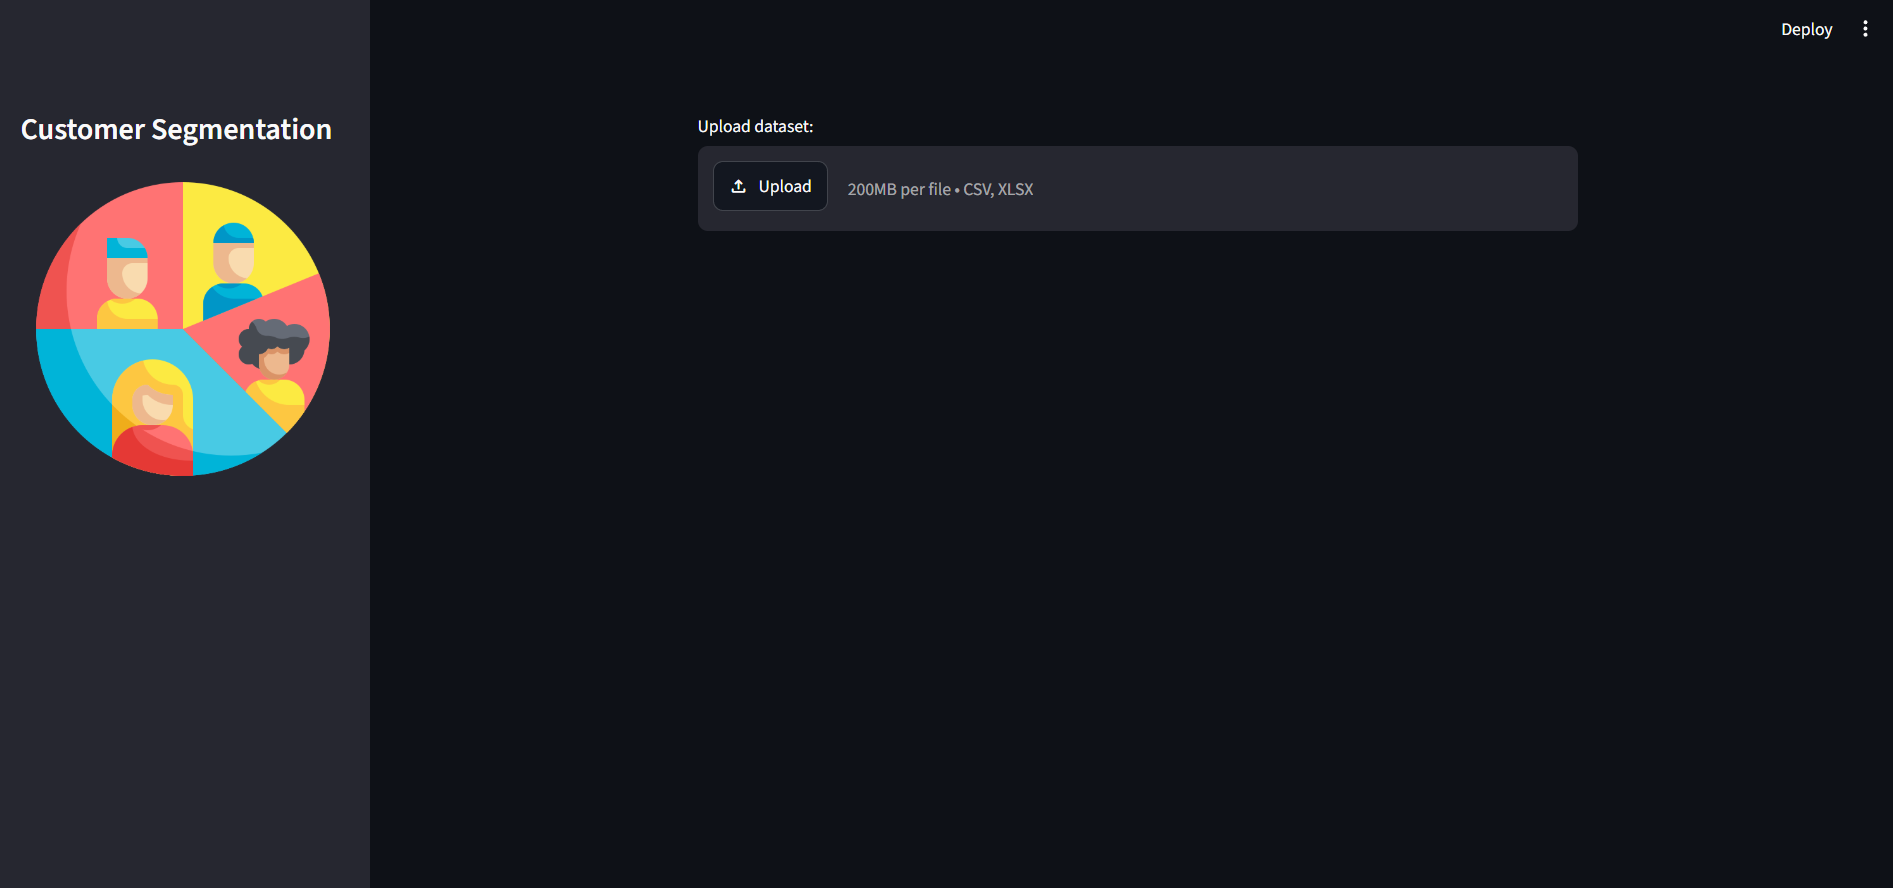 Deploy
Customer Segmentation
Upload dataset:
Upload
200MB per file • CSV, XLSX